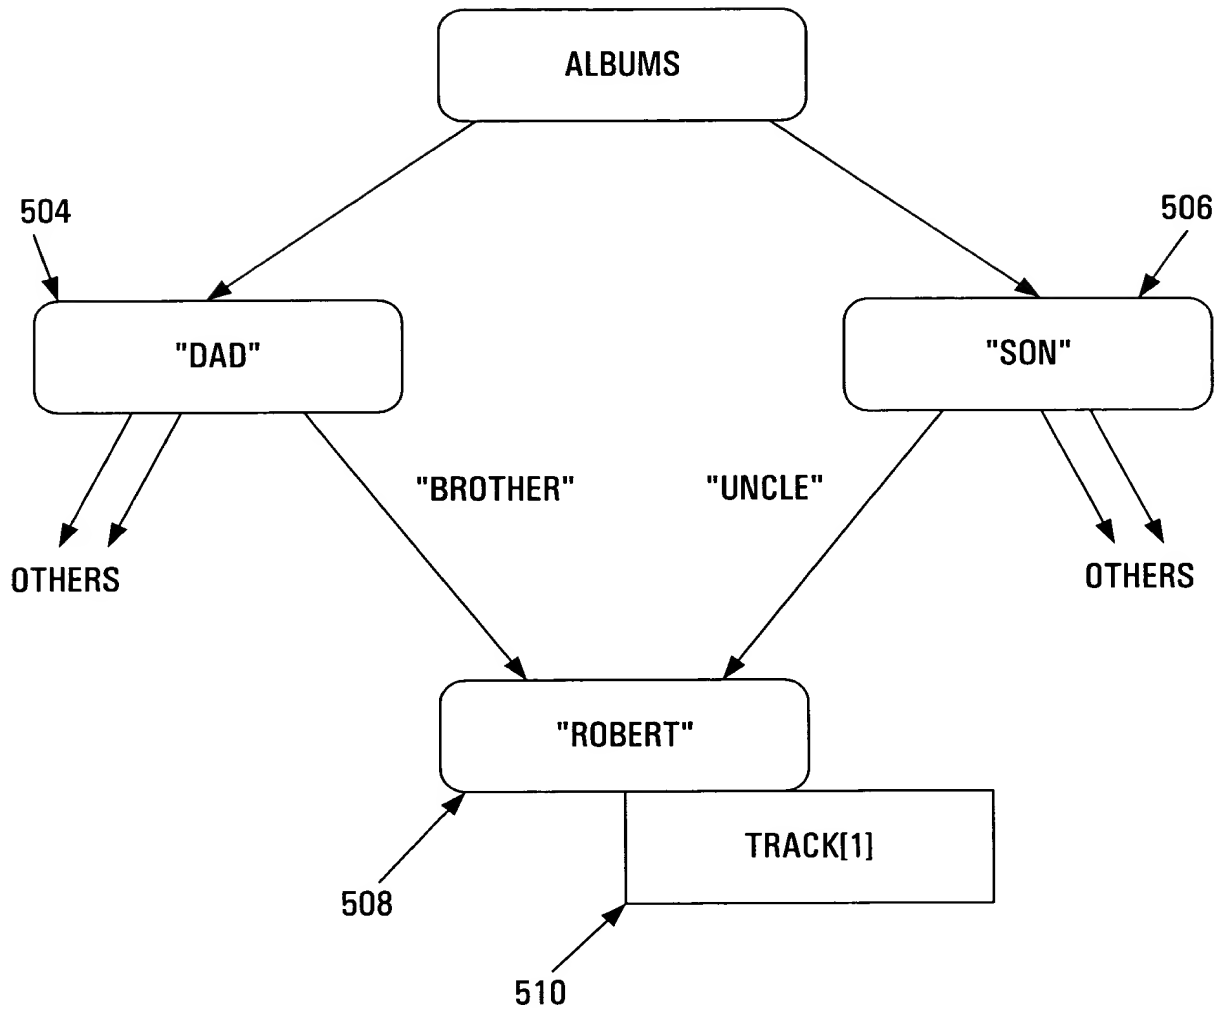 ALBUMS
504
506
"DAD"
"SON"
"BROTHER"
"UNCLE"
OTHERS
OTHERS
"ROBERT"
TRACK[1]
508
510